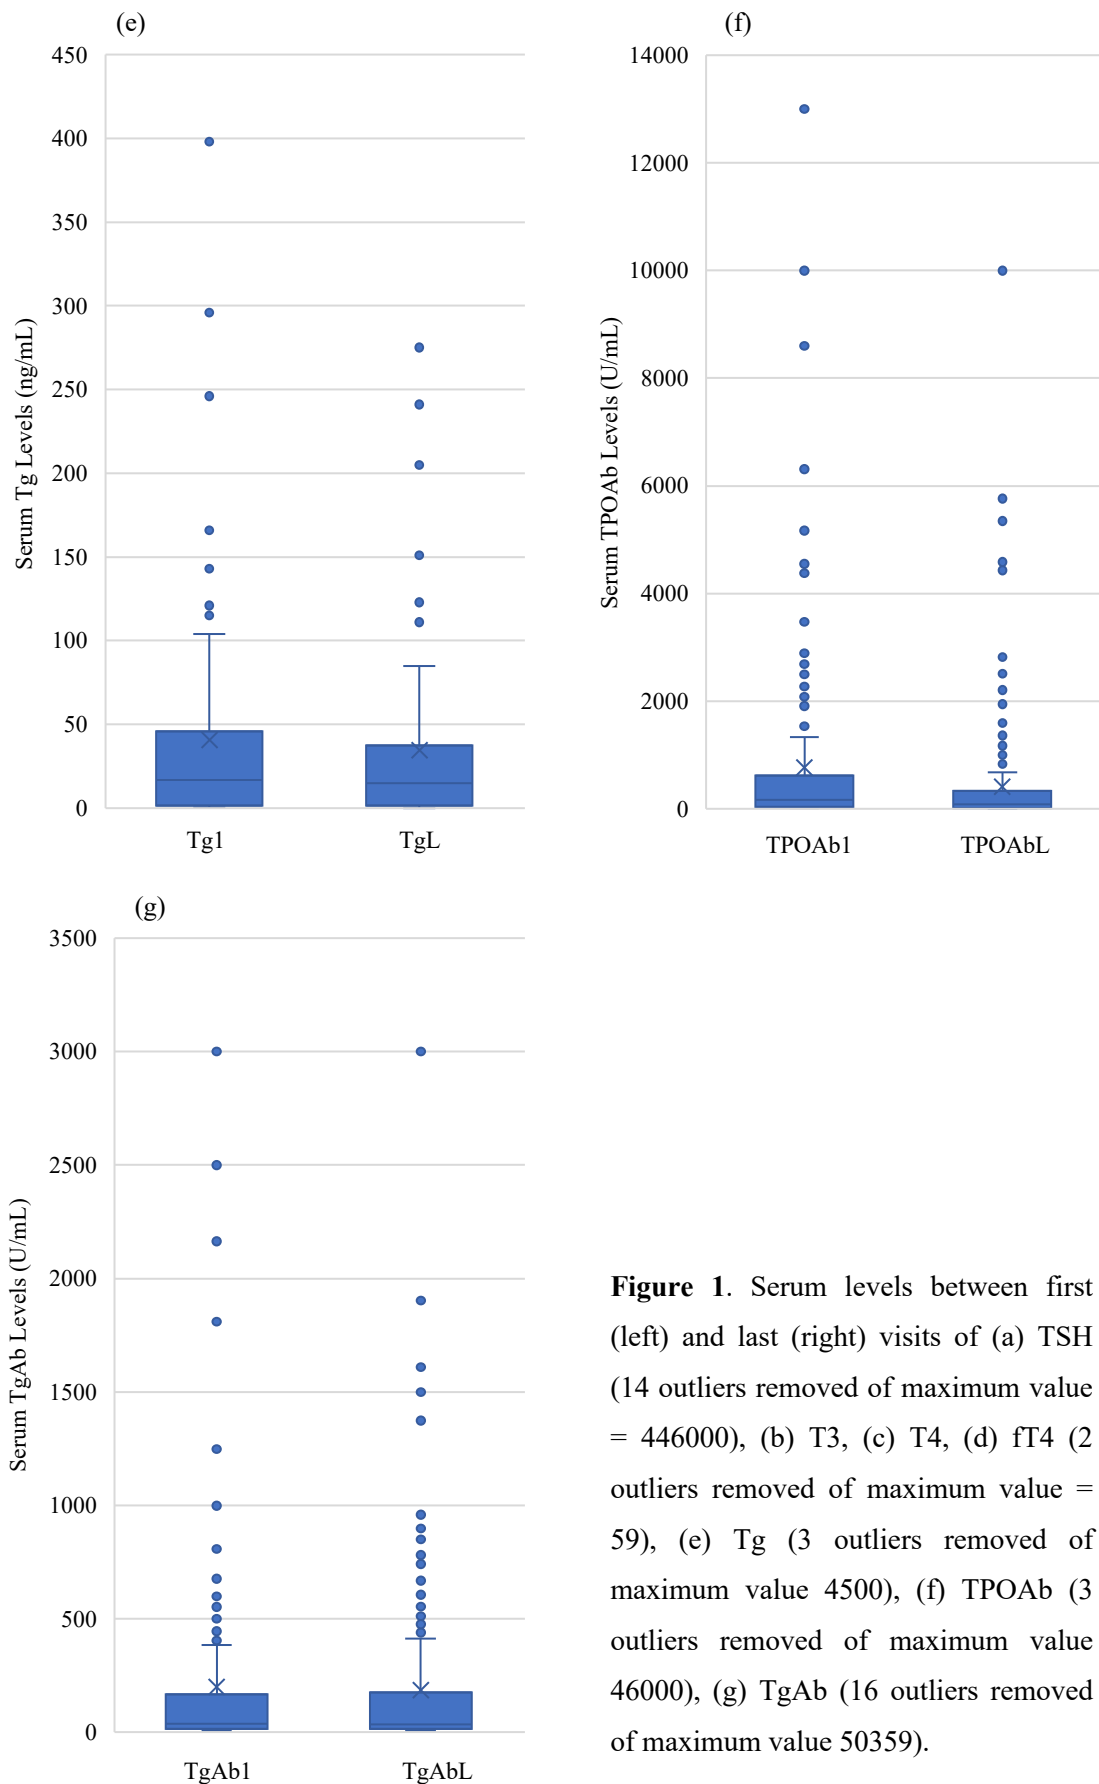 (e)
450
400
350
300
250
200
150
100
50
0
Serum Tg Levels (ng/mL)
Tg1 TgL
(f)
14000
12000
10000
8000
6000
4000
2000
0
Serum TPOAb Levels (U/mL)
TPOAb1 TPOAbL
(g)
3500
3000
2500
2000
1500
1000
500
0
Serum TgAb Levels (U/mL)
TgAb1 TgAbL
Figure 1. Serum levels between first
(left) and last (right) visits of (a) TSH
(14 outliers removed of maximum value
= 446000), (b) T3, (c) T4, (d) fT4 (2
outliers removed of maximum value =
59), (e) Tg (3 outliers removed of
maximum value 4500), (f) TPOAb (3
outliers removed of maximum value
46000), (g) TgAb (16 outliers removed
of maximum value 50359).